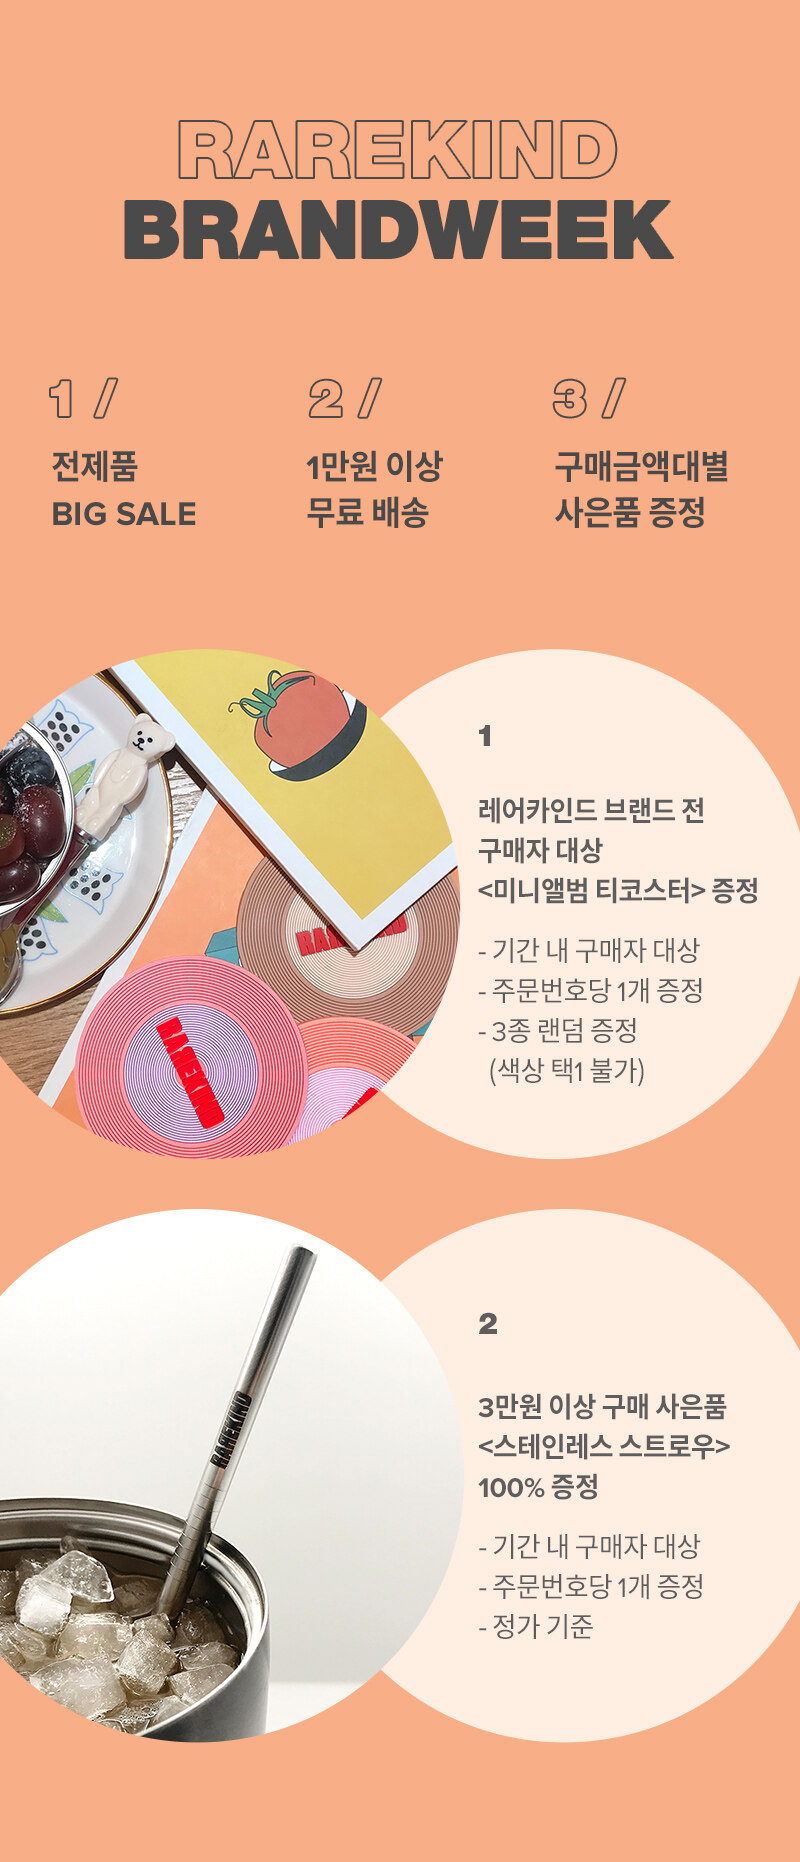 RAREKIND
BRANDWEEK
1 /
전제품
BIG SALE
2 /
1만원 이상
무료 배송
3 /
구매금액대별
사은품 증정
1
레어카인드 브랜드 전
구매자 대상
<미니앨범 티코스터> 증정
- 기간 내 구매자 대상
- 주문번호당 1개 증정
- 3종 랜덤 증정
(색상 택1 불가)
RAREKIND
RAREKIND
2
3만원 이상 구매 사은품
<스테인레스 스트로우>
100% 증정
- 기간 내 구매자 대상
- 주문번호당 1개 증정
- 정가 기준
RAREKIND